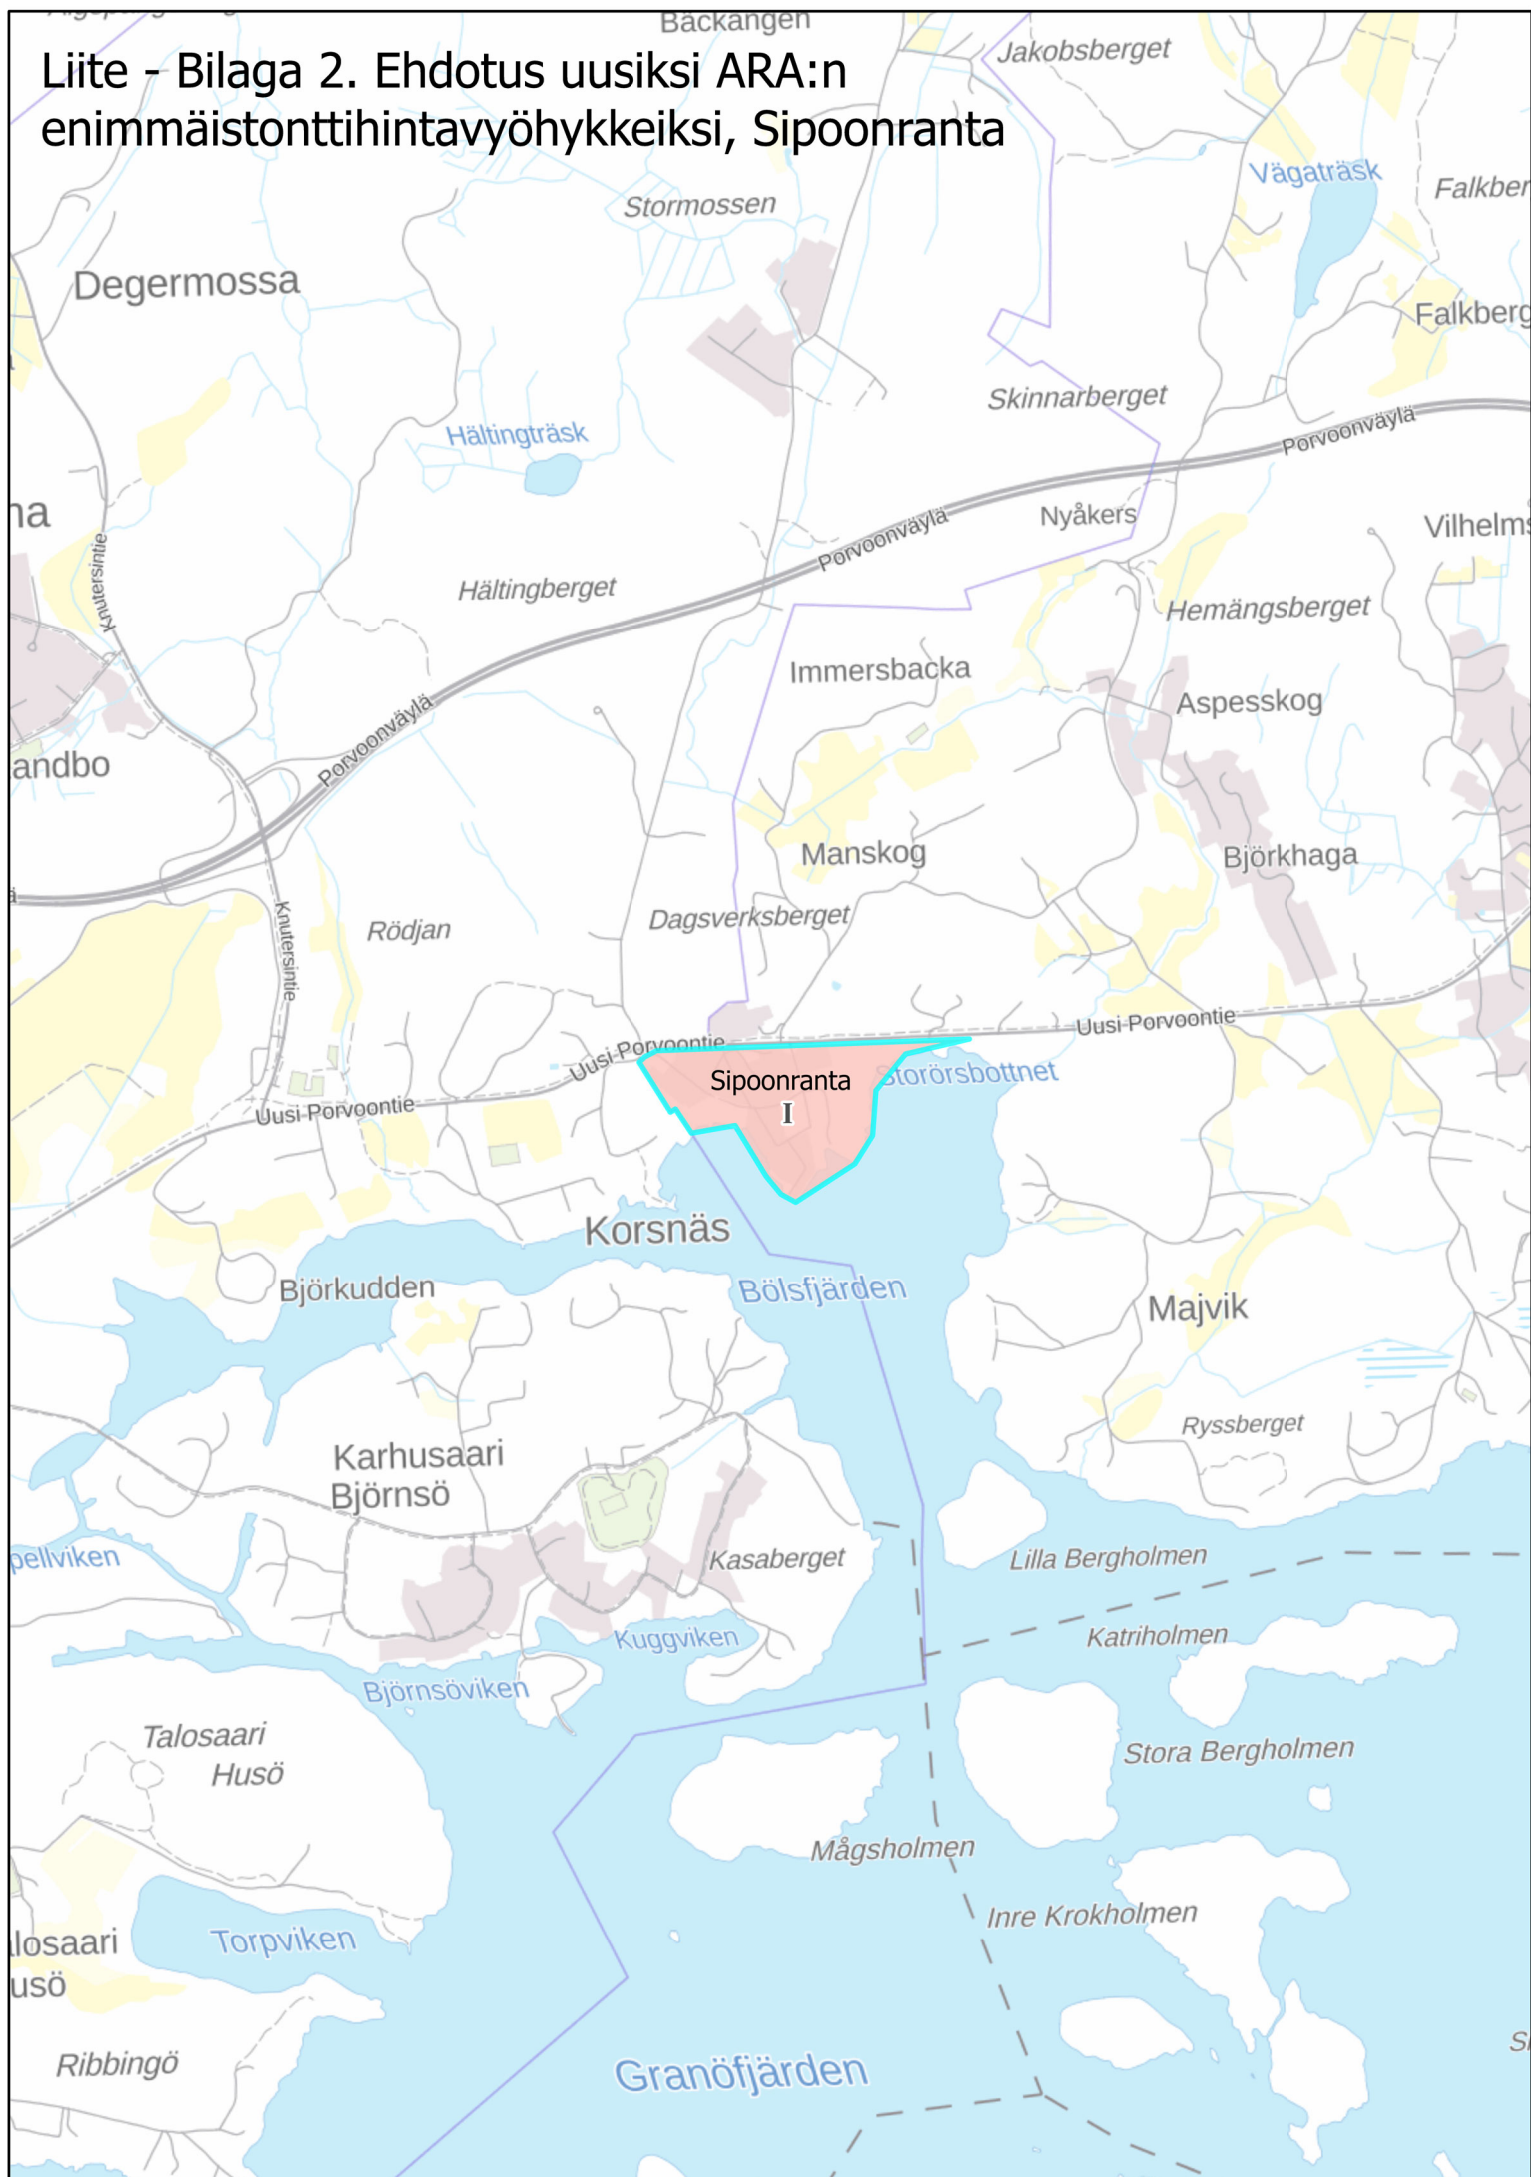 Bäckängen
Liite - Bilaga 2. Ehdotus uusiksi ARA:n
enimmäistonttihintavyöhykkeiksi, Sipoonranta
Jakobsberget
Vägaträsk
Stormossen
Degermossa
Falkberg
Skinnarberget
Hältingträsk
Porvoonväylä
Nyåkers
Porvoonväylä
Knutersintie
Hältingberget
Hemängsberget
Immersbacka
Aspesskog
Porvoonväylä
andbo
Manskog
Björkhaga
Dagsverksberget
Rödjan
Knutersintie
Uusi Porvoontie
Uusi Porvoontie
Storörsbottnet
Sipoonranta
I
Uusi Porvoontie
Korsnäs
Björkudden
Bölsfjärden
Majvik
Ryssberget
Karhusaari
Björnsö
Kasaberget
Lilla Bergholmen
pellviken
Kuggviken
Katriholmen
Björnsöviken
Talosaari
Husö
Stora Bergholmen
Mågsholmen
Inre Krokholmen
Torpviken
alosaari
usö
Ribbingö
Granöfjärden